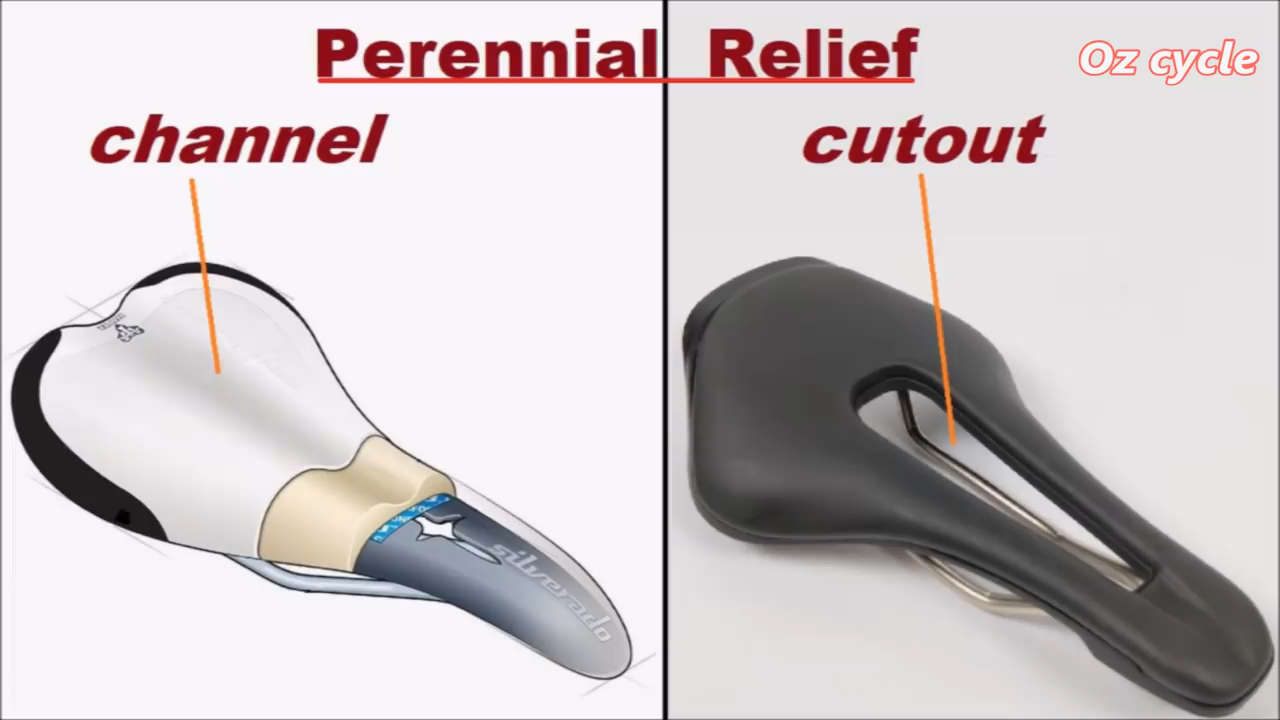 Perennial Relief
Oz cycle
channel
cutout
silverado